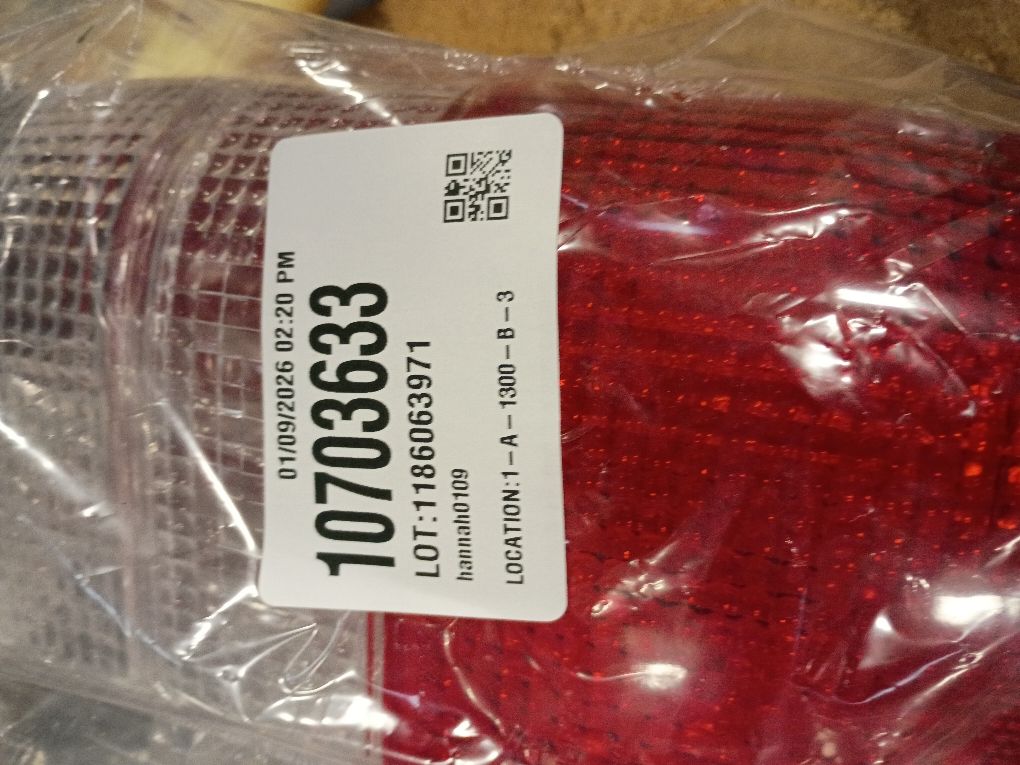 01/09/2026 02:20 PM
10703633
LOT:1186063971
hannah0109
LOCATION:1-A-1300-B-3